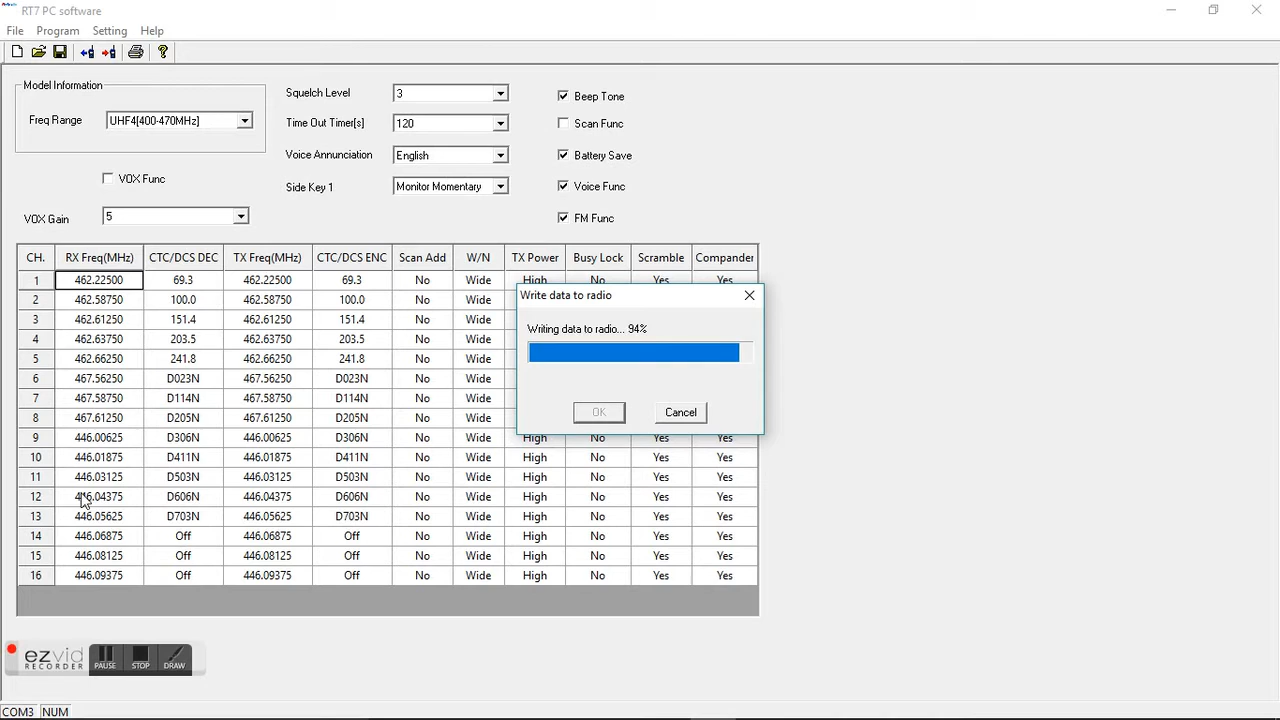 RT7 PC software
File Program Setting Help
Model Information
Freq Range UHF4[400-470MHz]
VOX Func
VOX Gain 5
Squelch Level 3
Time Out Timer[s] 120
Voice Annunciation English
Side Key 1 Monitor Momentary
Beep Tone
Scan Func
Battery Save
Voice Func
FM Func
CH. RX Freq(MHz) CTC/DCS DEC TX Freq(MHz) CTC/DCS ENC Scan Add W/N TX Power Busy Lock Scramble Compander
1 462.22500 69.3 462.22500 69.3 No Wide High No Yes Yes
2 462.58750 100.0 462.58750 100.0 No Wide
3 462.61250 151.4 462.61250 151.4 No Wide
4 462.63750 203.5 462.63750 203.5 No Wide
5 462.66250 241.8 462.66250 241.8 No Wide
6 467.56250 D023N 467.56250 D023N No Wide
7 467.58750 D114N 467.58750 D114N No Wide
8 467.61250 D205N 467.61250 D205N No Wide
9 446.00625 D306N 446.00625 D306N No Wide High No Yes Yes
10 446.01875 D411N 446.01875 D411N No Wide High No Yes Yes
11 446.03125 D503N 446.03125 D503N No Wide High No Yes Yes
12 446.04375 D606N 446.04375 D606N No Wide High No Yes Yes
13 446.05625 D703N 446.05625 D703N No Wide High No Yes Yes
14 446.06875 Off 446.06875 Off No Wide High No Yes Yes
15 446.08125 Off 446.08125 Off No Wide High No Yes Yes
16 446.09375 Off 446.09375 Off No Wide High No Yes Yes
Write data to radio
Writing data to radio... 94%
OK Cancel
ezvid
RECORDER
PAUSE STOP DRAW
COM3 NUM